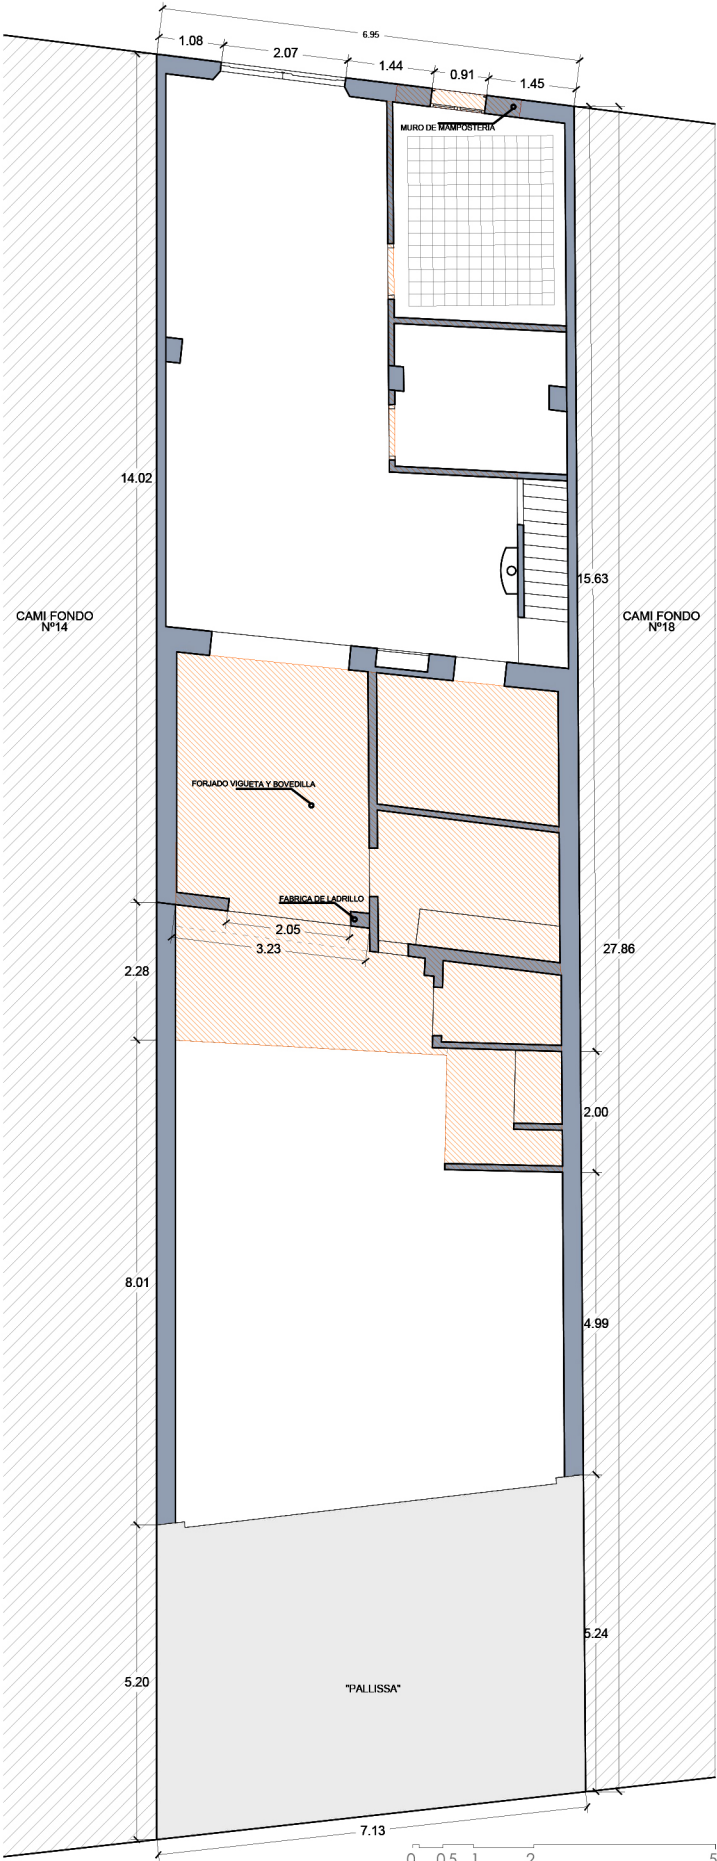 6.95
1.08
2.07
1.44
0.91
1.45
MURO DE MAMPOSTERIA
14.02
15.63
CAMI FONDO
Nº14
CAMI FONDO
Nº18
FORJADO VIGUETA Y BOVEDILLA
FABRICA DE LADRILLO
2.05
3.23
27.86
2.28
2.00
8.01
4.99
5.24
5.20
"PALLISSA"
7.13
0 0.5 1 2 5